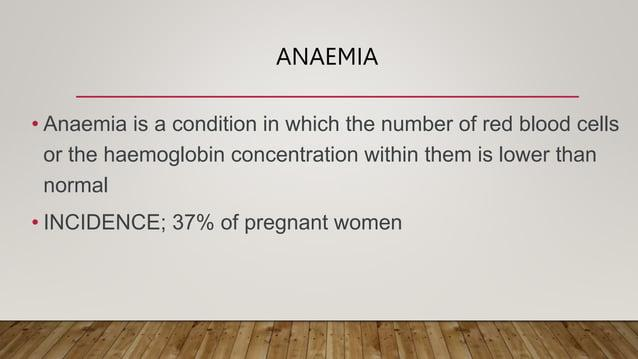 ANAEMIA
• Anaemia is a condition in which the number of red blood cells
or the haemoglobin concentration within them is lower than
normal
• INCIDENCE; 37% of pregnant women